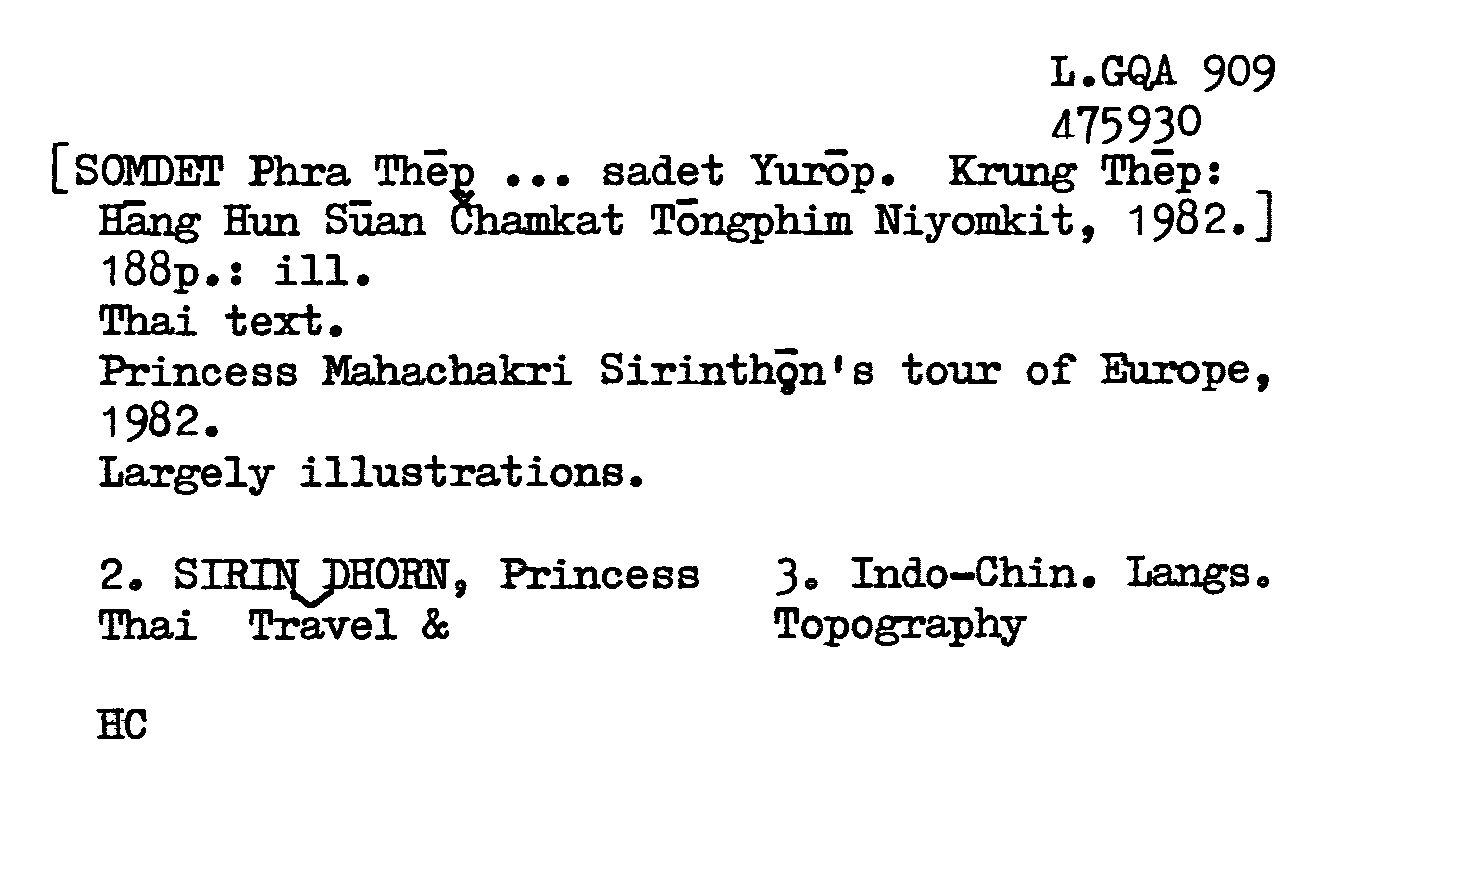 L.GQA 909
475930
[SOMDET Phra Thēp ... sadet Yurōp.  Krung Thēp:
Hāng Hun Sūan Čhamkat Tōngphim Niyomkit, 1982.]
188p.: ill.
Thai text.
Princess Mahachakri Sirinthō̜n's tour of Europe,
1982.
Largely illustrations.
2. SIRIN DHORN, Princess   3. Indo-Chin. Langs.
Thai  Travel &   Topography
HC